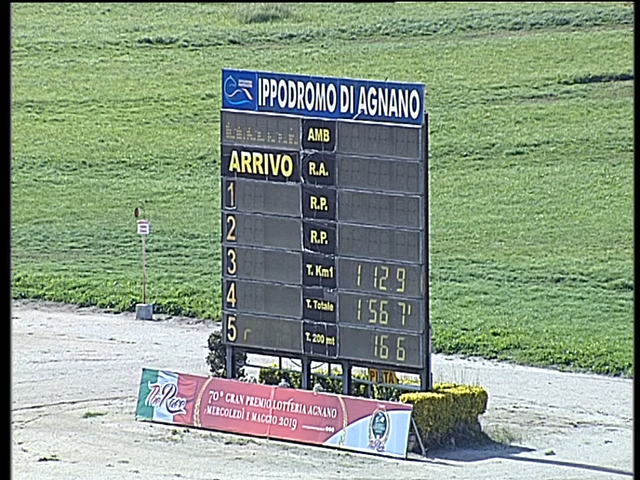 IPPODROMO DI AGNANO
AMB
ARRIVO R.A.
1 R.P.
2 R.P.
3 T. Km1 1 12 9
4 T. Totale 1 56 7'
5 T. 200 mt 16 6
PISTA
70° GRAN PREMIO LOTTERIA AGNANO
MERCOLEDÌ 1 MAGGIO 2019